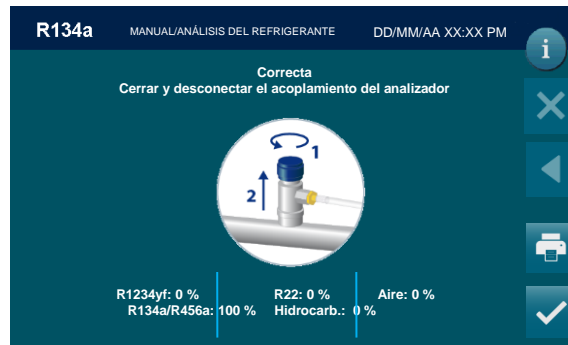 R134a MANUAL/ANÁLISIS DEL REFRIGERANTE DD/MM/AA XX:XX PM
i
Correcta
Cerrar y desconectar el acoplamiento del analizador
1
2
R1234yf: 0 % R22: 0 % Aire: 0 %
R134a/R456a: 100 % Hidrocarb.: 0 %